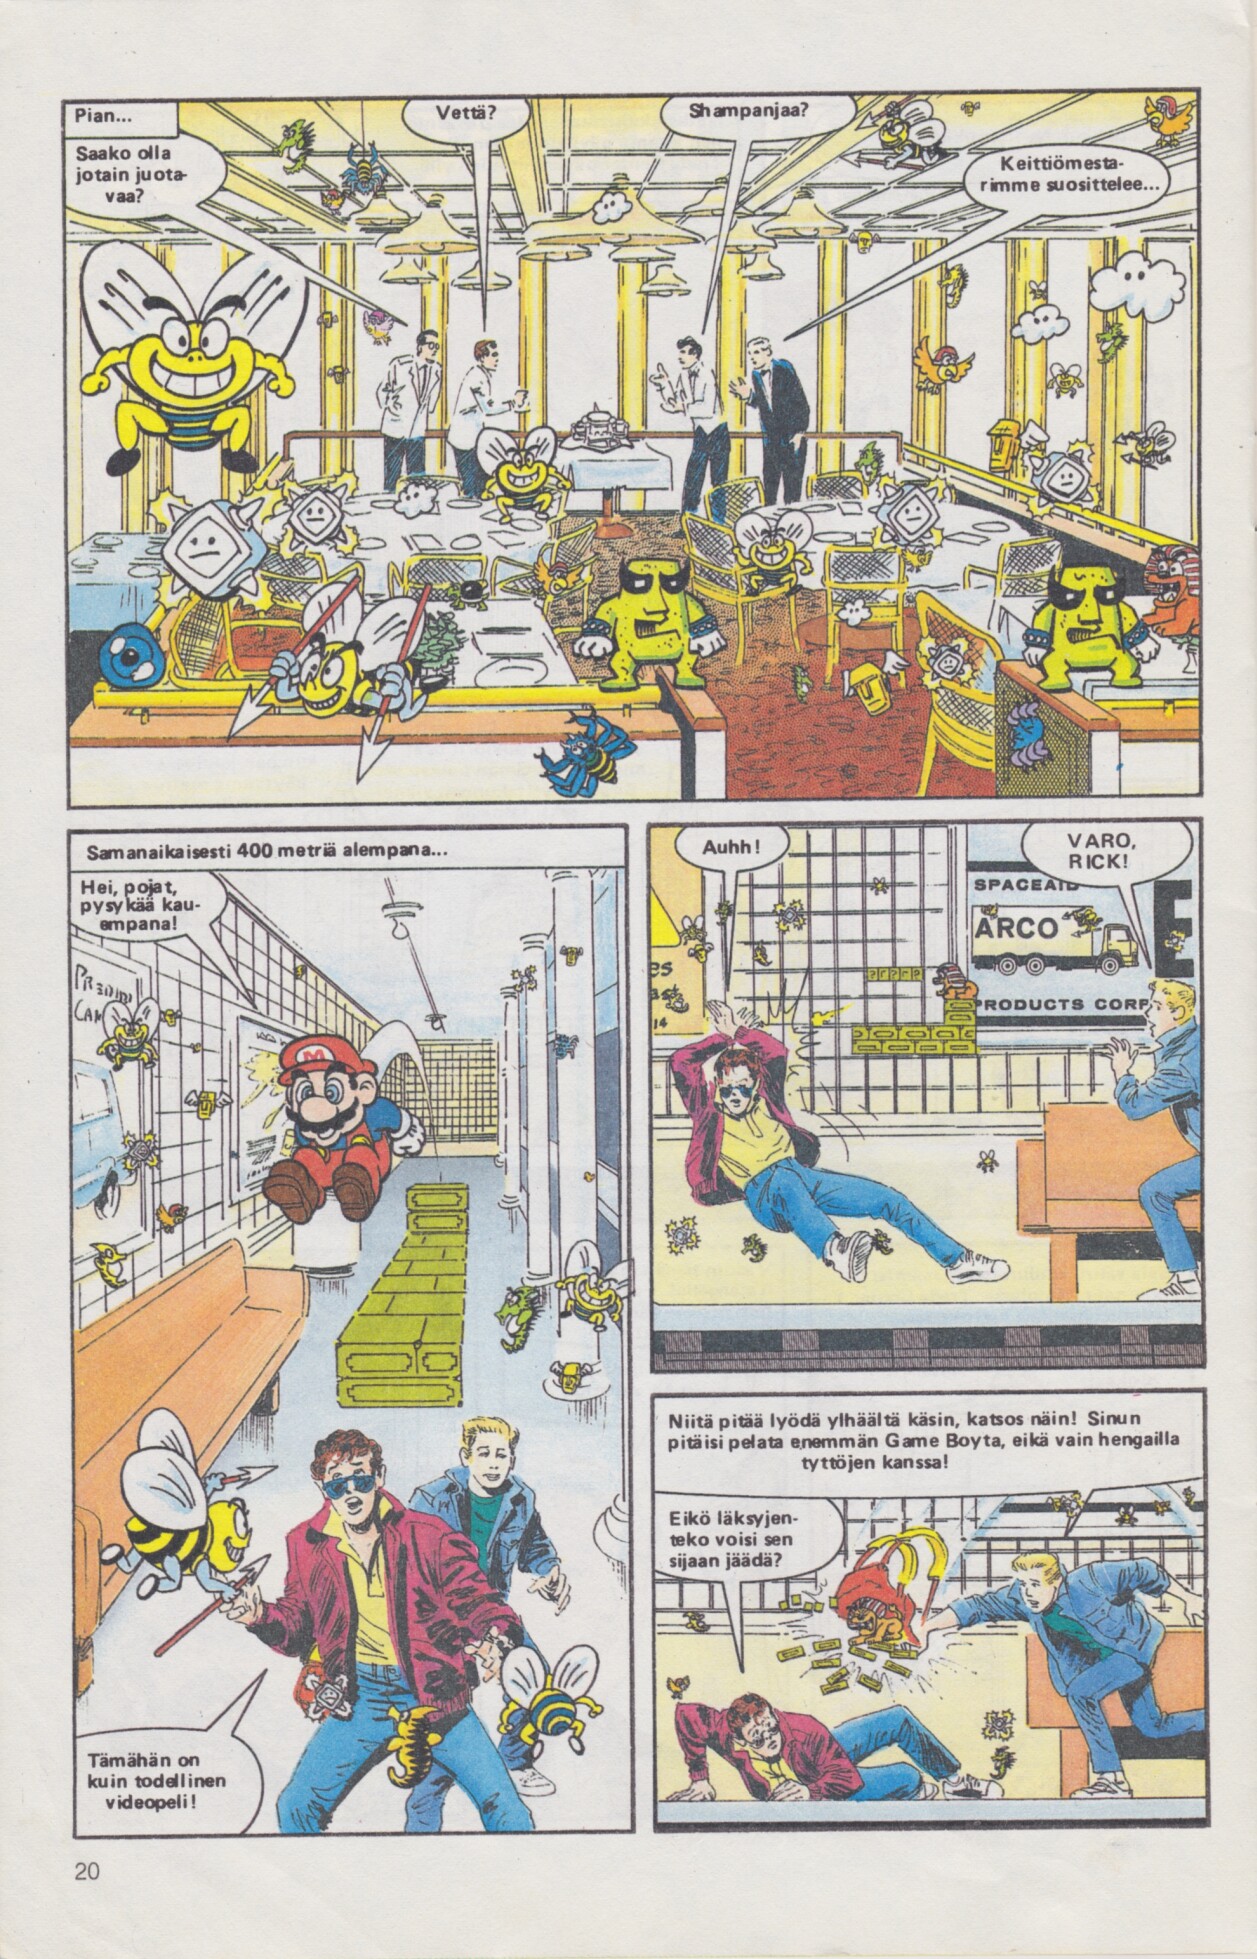 Pian...
Saako olla
jotain juota-
vaa?
Vettä?
Shampanjaa?
Keittiömesta-
rimme suosittelee...
Samanaikaisesti 400 metriä alempana...
Hei, pojat,
pysykää kau-
empana!
M
Tämähän on
kuin todellinen
videopeli!
Auhh!
VARO,
RICK!
SPACEAID
ARCO
E
PRODUCTS CORP
es
14
Niitä pitää lyödä ylhäältä käsin, katsos näin! Sinun
pitäisi pelata enemmän Game Boyta, eikä vain hengailla
tyttöjen kanssa!
Eikö läksyjen-
teko voisi sen
sijaan jäädä?
20